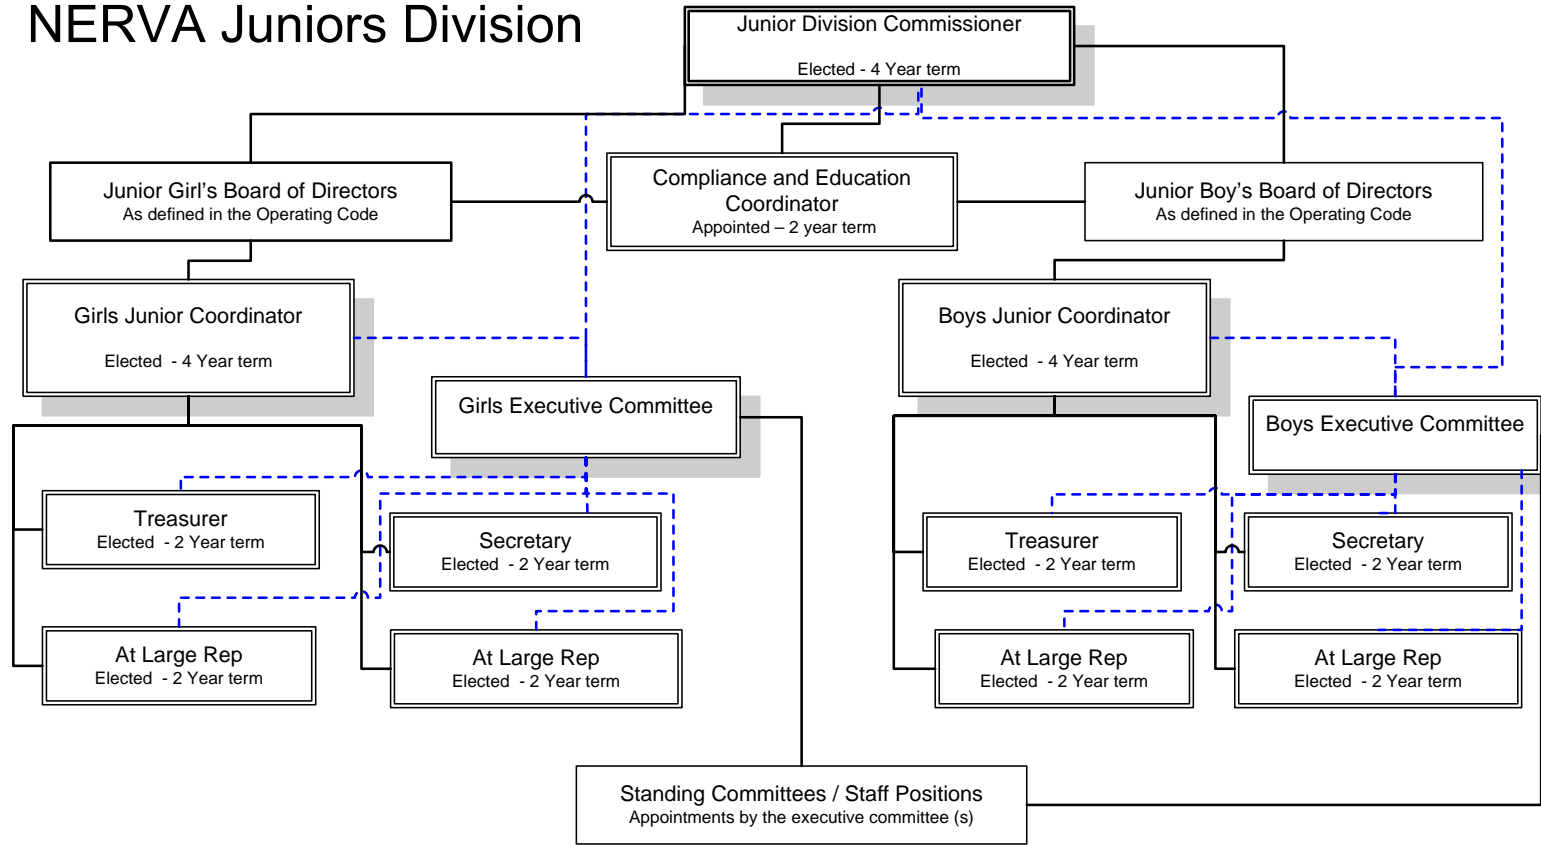 NERVA Juniors Division
Junior Division Commissioner
Elected - 4 Year term
Junior Girl's Board of Directors
As defined in the Operating Code
Compliance and Education
Coordinator
Appointed – 2 year term
Junior Boy's Board of Directors
As defined in the Operating Code
Girls Junior Coordinator
Elected - 4 Year term
Boys Junior Coordinator
Elected - 4 Year term
Girls Executive Committee
Boys Executive Committee
Treasurer
Elected - 2 Year term
Secretary
Elected - 2 Year term
Treasurer
Elected - 2 Year term
Secretary
Elected - 2 Year term
At Large Rep
Elected - 2 Year term
At Large Rep
Elected - 2 Year term
At Large Rep
Elected - 2 Year term
At Large Rep
Elected - 2 Year term
Standing Committees / Staff Positions
Appointments by the executive committee (s)